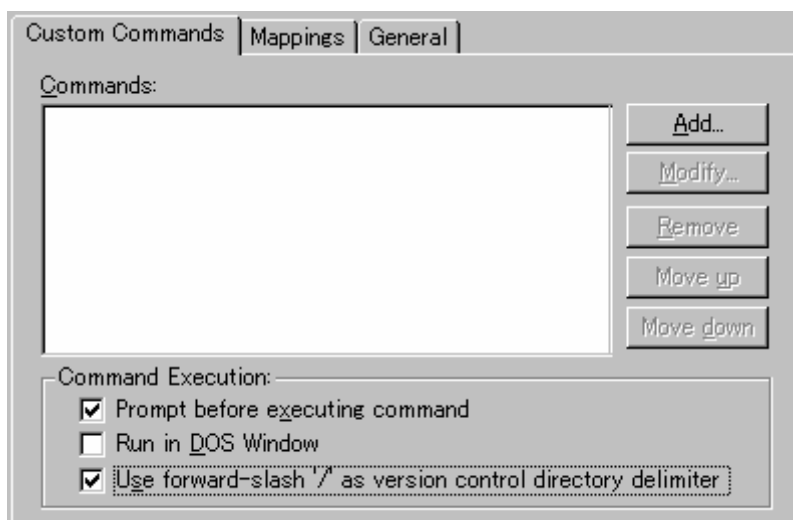 Custom Commands Mappings General
Commands:
Add...
Modify...
Remove
Move up
Move down
Command Execution:
Prompt before executing command
Run in DOS Window
Use forward-slash '/' as version control directory delimiter